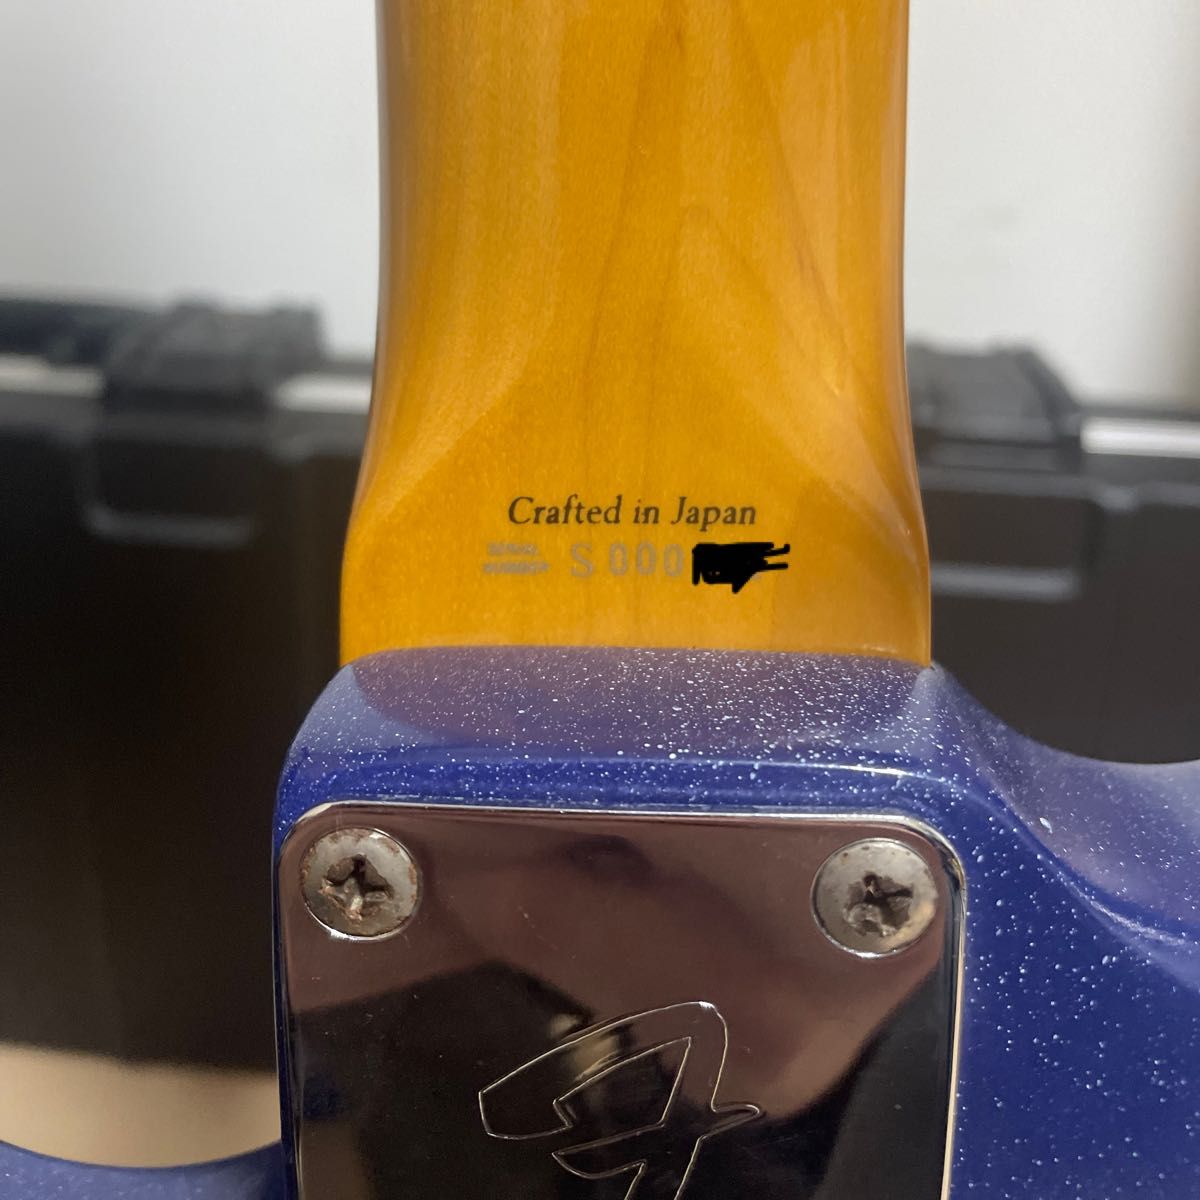 Crafted in Japan
SERIAL
NUMBER S 000
F